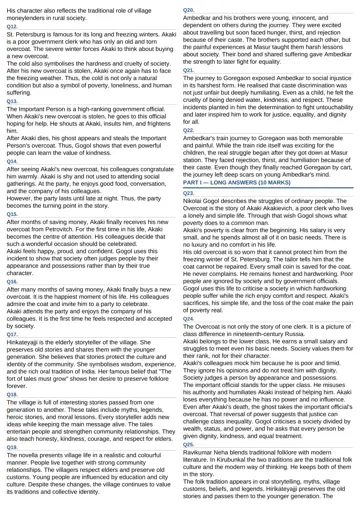 His character also reflects the traditional role of village
moneylenders in rural society.
Q12.
St. Petersburg is famous for its long and freezing winters. Akaki
is a poor government clerk who has only an old and torn
overcoat. The severe winter forces Akaki to think about buying
a new overcoat.
The cold also symbolises the hardness and cruelty of society.
After his new overcoat is stolen, Akaki once again has to face
the freezing weather. Thus, the cold is not only a natural
condition but also a symbol of poverty, loneliness, and human
suffering.
Q13.
The Important Person is a high-ranking government official.
When Akaki's new overcoat is stolen, he goes to this official
hoping for help. He shouts at Akaki, insults him, and frightens
him.
After Akaki dies, his ghost appears and steals the Important
Person's overcoat. Thus, Gogol shows that even powerful
people can learn the value of kindness.
Q14.
After seeing Akaki's new overcoat, his colleagues congratulate
him warmly. Akaki is shy and not used to attending social
gatherings. At the party, he enjoys good food, conversation,
and the company of his colleagues.
However, the party lasts until late at night. Thus, the party
becomes the turning point in the story.
Q15.
After months of saving money, Akaki finally receives his new
overcoat from Petrovich. For the first time in his life, Akaki
becomes the centre of attention. His colleagues decide that
such a wonderful occasion should be celebrated.
Akaki feels happy, proud, and confident. Gogol uses this
incident to show that society often judges people by their
appearance and possessions rather than by their true
character.
Q16.
After many months of saving money, Akaki finally buys a new
overcoat. It is the happiest moment of his life. His colleagues
admire the coat and invite him to a party to celebrate.
Akaki attends the party and enjoys the company of his
colleagues. It is the first time he feels respected and accepted
by society.
Q17.
Hirikateyaji is the elderly storyteller of the village. She
preserves old stories and shares them with the younger
generation. She believes that stories protect the culture and
identity of the community. She symbolises wisdom, experience,
and the rich oral tradition of India. Her famous belief that "The
fort of tales must grow" shows her desire to preserve folklore
forever.
Q18.
The village is full of interesting stories passed from one
generation to another. These tales include myths, legends,
heroic stories, and moral lessons. Every storyteller adds new
ideas while keeping the main message alive. The tales
entertain people and strengthen community relationships. They
also teach honesty, kindness, courage, and respect for elders.
Q19.
The novella presents village life in a realistic and colourful
manner. People live together with strong community
relationships. The villagers respect elders and preserve old
customs. Young people are influenced by education and city
culture. Despite these changes, the village continues to value
its traditions and collective identity.
Q20.
Ambedkar and his brothers were young, innocent, and
dependent on others during the journey. They were excited
about travelling but soon faced hunger, thirst, and rejection
because of their caste. The brothers supported each other, but
the painful experiences at Masur taught them harsh lessons
about society. Their bond and shared suffering gave Ambedkar
the strength to later fight for equality.
Q21.
The journey to Goregaon exposed Ambedkar to social injustice
in its harshest form. He realised that caste discrimination was
not just unfair but deeply humiliating. Even as a child, he felt the
cruelty of being denied water, kindness, and respect. These
incidents planted in him the determination to fight untouchability
and later inspired him to work for justice, equality, and dignity
for all.
Q22.
Ambedkar's train journey to Goregaon was both memorable
and painful. While the train ride itself was exciting for the
children, the real struggle began after they got down at Masur
station. They faced rejection, thirst, and humiliation because of
their caste. Even though they finally reached Goregaon by cart,
the journey left deep scars on young Ambedkar's mind.
PART I — LONG ANSWERS (10 MARKS)
Q23.
Nikolai Gogol describes the struggles of ordinary people. The
Overcoat is the story of Akaki Akakievich, a poor clerk who lives
a lonely and simple life. Through that wish Gogol shows what
poverty does to a common man.
Akaki's poverty is clear from the beginning. His salary is very
small, and he spends almost all of it on basic needs. There is
no luxury and no comfort in his life.
His old overcoat is so worn that it cannot protect him from the
freezing winter of St. Petersburg. The tailor tells him that the
coat cannot be repaired. Every small coin is saved for the coat.
He never complains. He remains honest and hardworking. Poor
people are ignored by society and by government officials.
Gogol uses this life to criticise a society in which hardworking
people suffer while the rich enjoy comfort and respect. Akaki's
sacrifices, his simple life, and the loss of the coat make the pain
of poverty real.
Q24.
The Overcoat is not only the story of one clerk. It is a picture of
class difference in nineteenth-century Russia.
Akaki belongs to the lower class. He earns a small salary and
struggles to meet even his basic needs. Society values them for
their rank, not for their character.
Akaki's colleagues mock him because he is poor and timid.
They ignore his opinions and do not treat him with dignity.
Society judges a person by appearance and possessions.
The important official stands for the upper class. He misuses
his authority and humiliates Akaki instead of helping him. Akaki
loses everything because he has no power and no influence.
Even after Akaki's death, the ghost takes the important official's
overcoat. That reversal of power suggests that justice can
challenge class inequality. Gogol criticises a society divided by
wealth, status, and power, and he asks that every person be
given dignity, kindness, and equal treatment.
Q25.
Ravikumar Neha blends traditional folklore with modern
literature. In Kirubunkal the two traditions are the traditional folk
culture and the modern way of thinking. He keeps both of them
in the story.
The folk tradition appears in oral storytelling, myths, village
customs, beliefs, and legends. Hirikateyaji preserves the old
stories and passes them to the younger generation. The